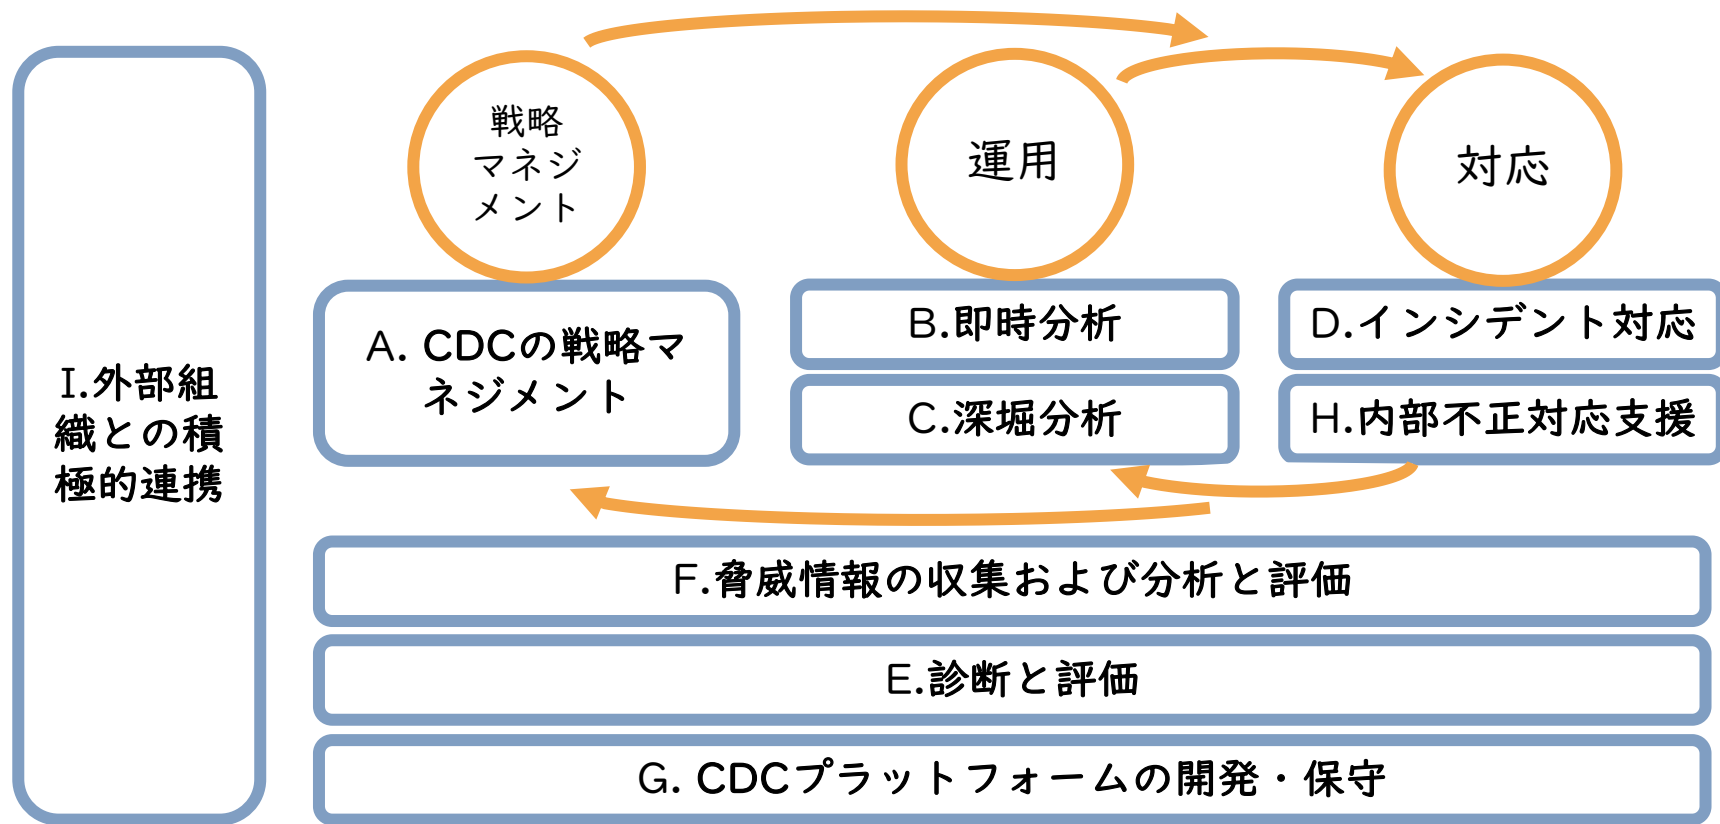 I.外部組
織との積
極的連携
戦略
マネジ
メント
運用
対応
A. CDCの戦略マ
ネジメント
B.即時分析
C.深堀分析
D.インシデント対応
H.内部不正対応支援
F.脅威情報の収集および分析と評価
E.診断と評価
G. CDCプラットフォームの開発・保守